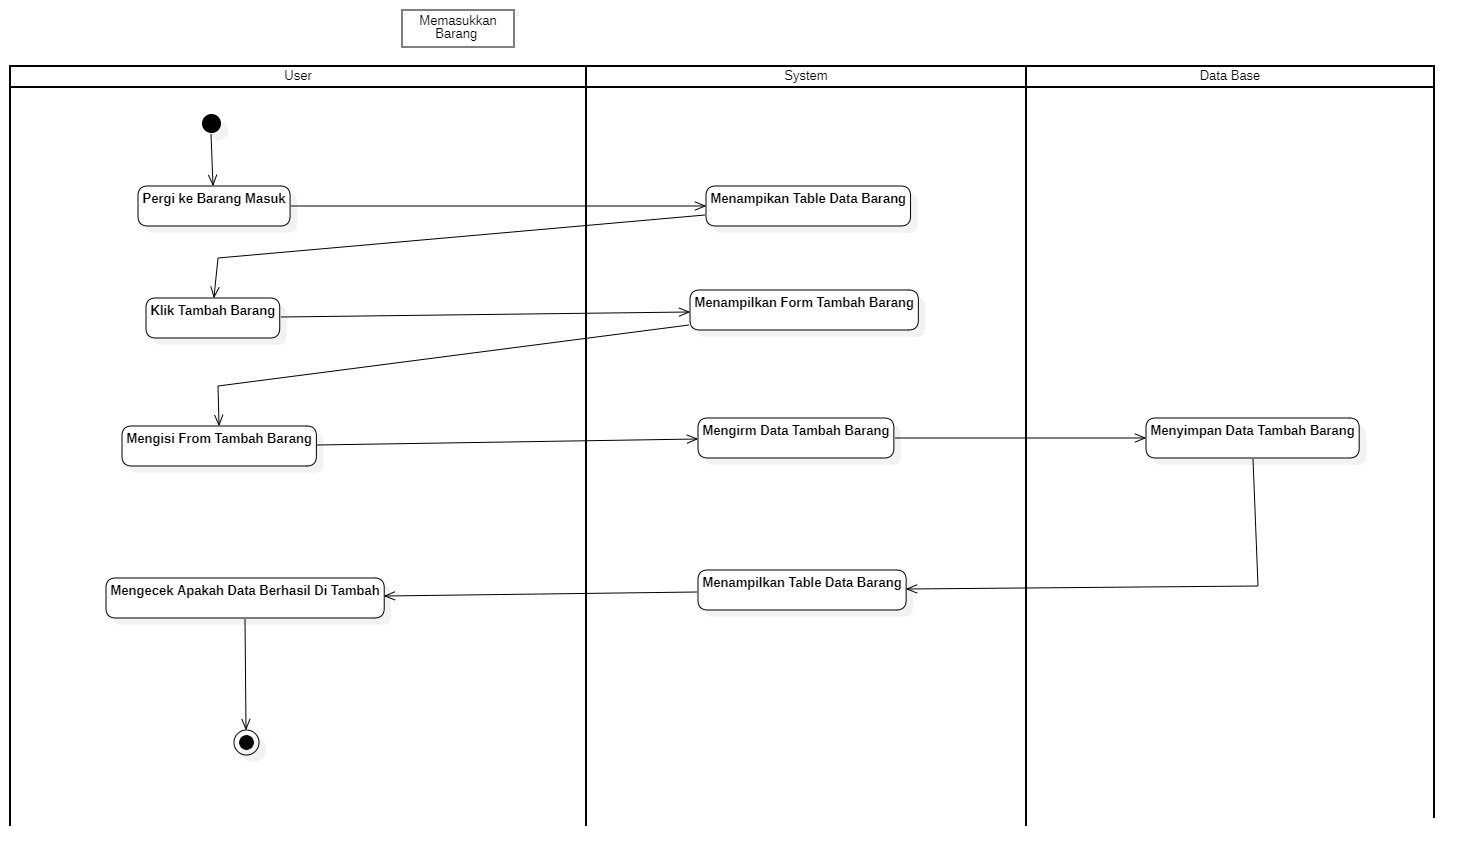 Memasukkan
Barang
User
System
Data Base
Pergi ke Barang Masuk
Menampikan Table Data Barang
Klik Tambah Barang
Menampilkan Form Tambah Barang
Mengisi From Tambah Barang
Mengirm Data Tambah Barang
Menyimpan Data Tambah Barang
Mengecek Apakah Data Berhasil Di Tambah
Menampilkan Table Data Barang